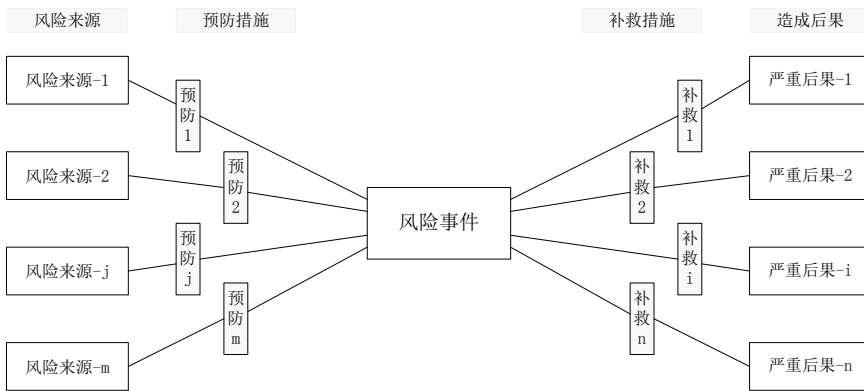 风险来源
预防措施
补救措施
造成后果
风险来源-1
预防1
补救1
严重后果-1
风险来源-2
预防2
补救2
严重后果-2
风险事件
风险来源-j
预防j
补救i
严重后果-i
风险来源-m
预防m
补救n
严重后果-n